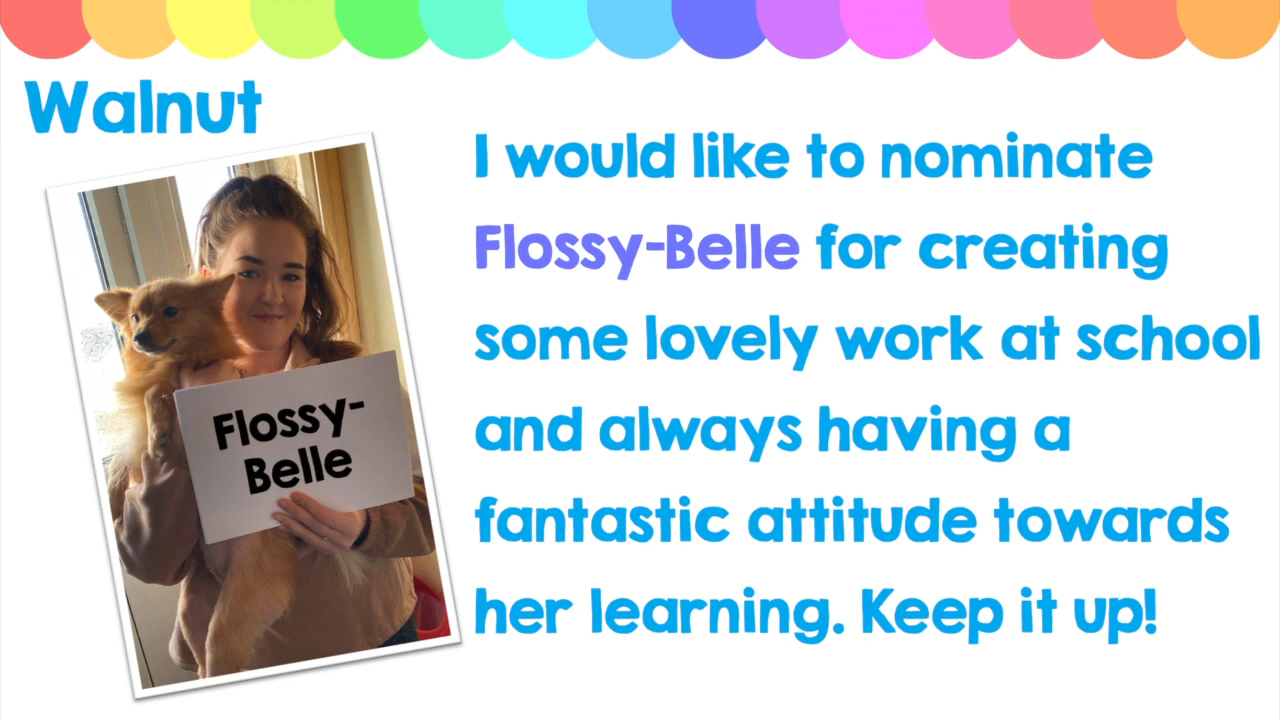 Walnut
I would like to nominate
Flossy-Belle for creating
some lovely work at school
and always having a
fantastic attitude towards
her learning. Keep it up!
Flossy-
Belle